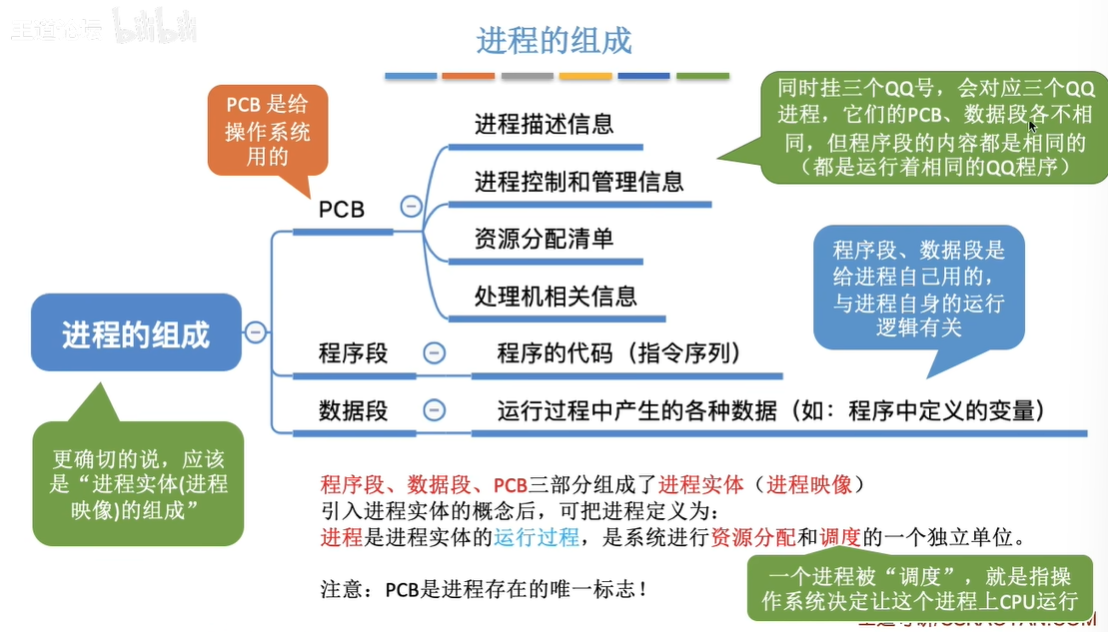 王道论坛 bilibili
进程的组成
PCB 是给
操作系统
用的
同时挂三个QQ号，会对应三个QQ
进程，它们的PCB、数据段各不相
同，但程序段的内容都是相同的
（都是运行着相同的QQ程序）
进程描述信息
进程控制和管理信息
PCB
资源分配清单
处理机相关信息
程序段、数据段是
给进程自己用的，
与进程自身的运行
逻辑有关
进程的组成
程序段
程序的代码（指令序列）
数据段
运行过程中产生的各种数据（如：程序中定义的变量）
更确切的说，应该
是“进程实体(进程
映像)的组成”
程序段、数据段、PCB三部分组成了进程实体（进程映像）
引入进程实体的概念后，可把进程定义为：
进程是进程实体的运行过程，是系统进行资源分配和调度的一个独立单位。
注意：PCB是进程存在的唯一标志！
一个进程被“调度”，就是指操
作系统决定让这个进程上CPU运行